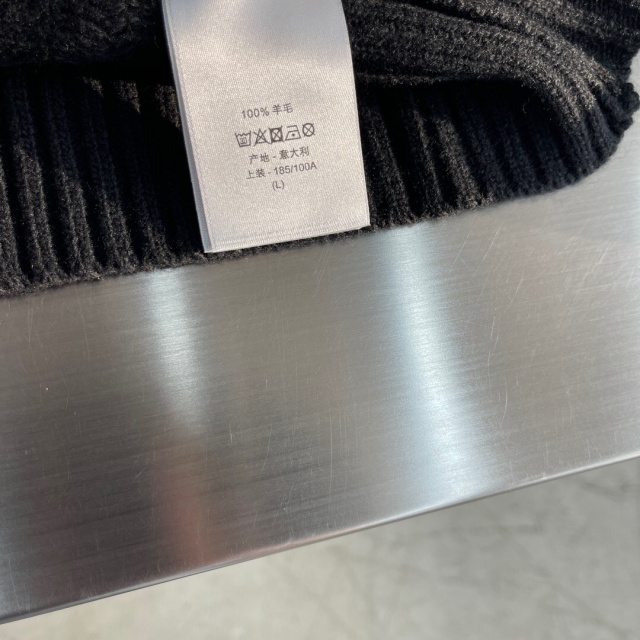 100% 羊毛
产地 - 意大利
上装 - 185/100A
(L)